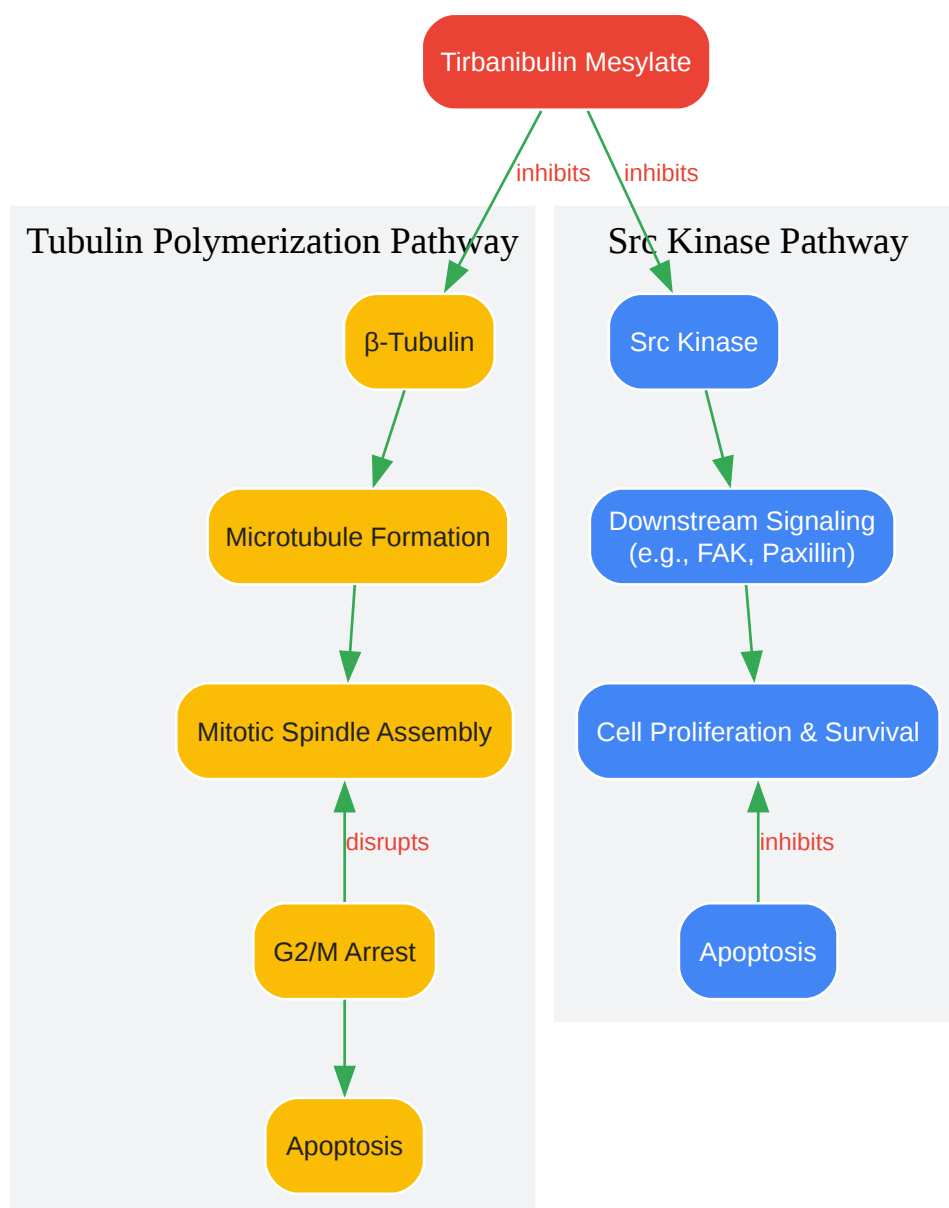 Tirbanibulin Mesylate
inhibits
inhibits
Tubulin Polymerization Pathway
Src Kinase Pathway
β-Tubulin
Src Kinase
Microtubule Formation
Downstream Signaling
(e.g., FAK, Paxillin)
Mitotic Spindle Assembly
Cell Proliferation & Survival
disrupts
inhibits
G2/M Arrest
Apoptosis
Apoptosis